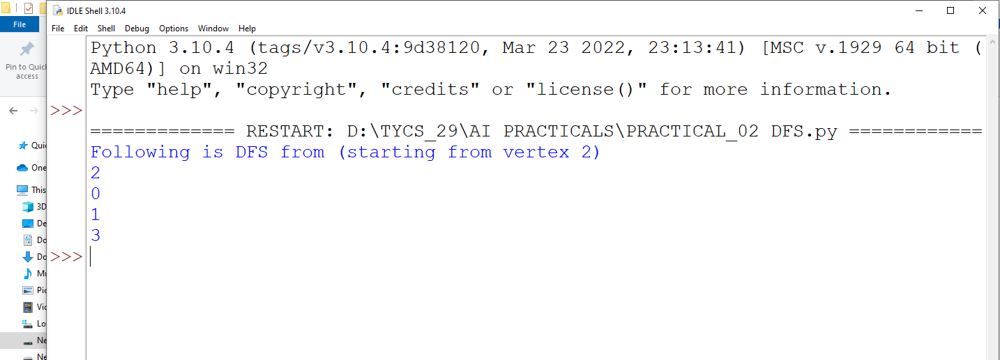 IDLE Shell 3.10.4
File
File Edit Shell Debug Options Window Help
Python 3.10.4 (tags/v3.10.4:9d38120, Mar 23 2022, 23:13:41) [MSC v.1929 64 bit (
AMD64)] on win32
Type "help", "copyright", "credits" or "license()" for more information.
>>>
============= RESTART: D:\TYCS_29\AI PRACTICALS\PRACTICAL_02 DFS.py ============
Following is DFS from (starting from vertex 2)
2
0
1
3
>>>
Pin to Quick
access
Quic
One
This
3D
De
Do
Do
Mu
Pic
Vid
Lo
Ne
Ne